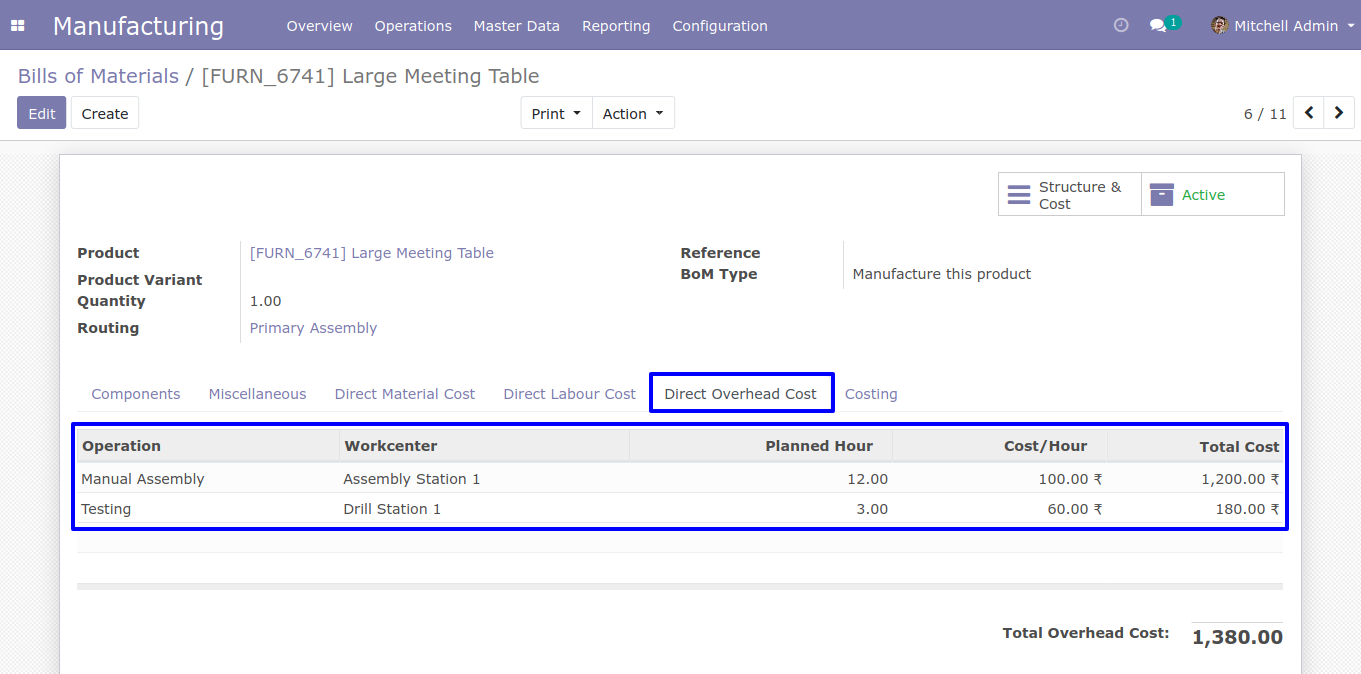 Manufacturing Overview Operations Master Data Reporting Configuration 1 Mitchell Admin
Bills of Materials / [FURN_6741] Large Meeting Table
Edit Create Print Action 6 / 11
Structure & Cost Active
Product [FURN_6741] Large Meeting Table Reference
Product Variant BoM Type Manufacture this product
Quantity 1.00
Routing Primary Assembly
Components Miscellaneous Direct Material Cost Direct Labour Cost Direct Overhead Cost Costing
Operation Workcenter Planned Hour Cost/Hour Total Cost
Manual Assembly Assembly Station 1 12.00 100.00 ₹ 1,200.00 ₹
Testing Drill Station 1 3.00 60.00 ₹ 180.00 ₹
Total Overhead Cost: 1,380.00